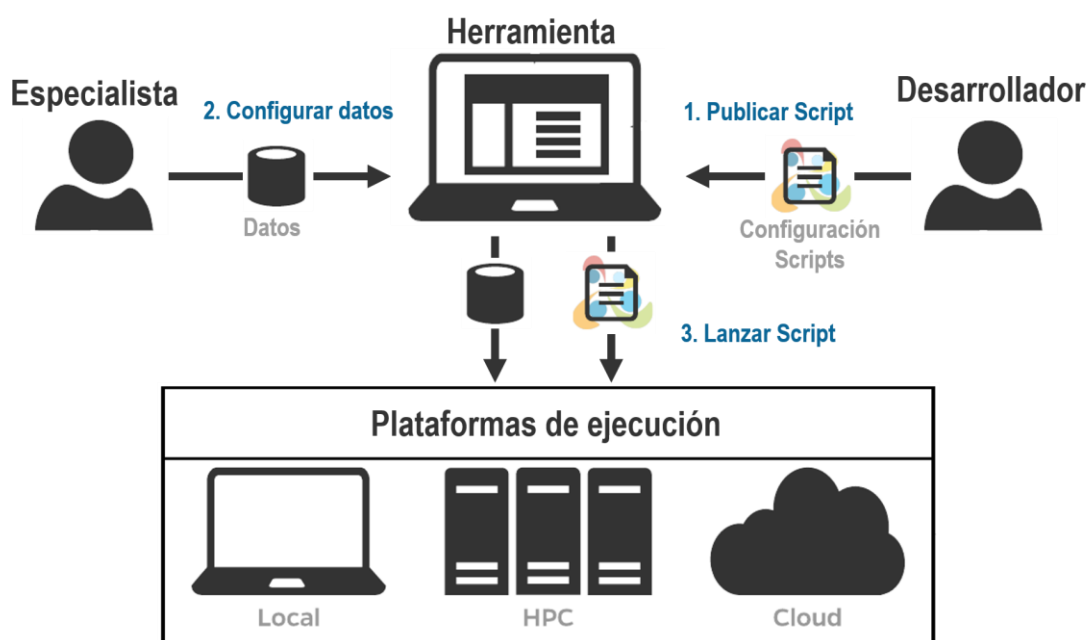 Herramienta
Especialista
Desarrollador
2. Configurar datos
1. Publicar Script
Datos
Configuración
Scripts
3. Lanzar Script
Plataformas de ejecución
Local
HPC
Cloud